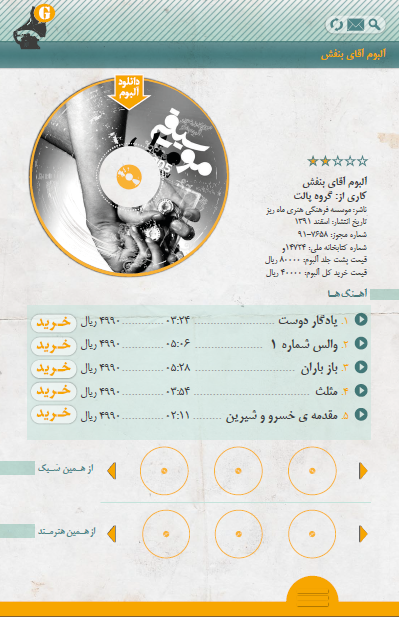 G
آلبوم آقای بنفش
دانلود
آلبوم
موسیقی
آلبوم آقای بنفش
کاری از: گروه پالت
ناشر: موسسه فرهنگی هنری ماه ریز
تاریخ انتشار: اسفند ۱۳۹۱
شماره مجوز: ۷۶۵۸-۹۱
شماره کتابخانه ملی: ۱۴۷۲۴و
قیمت پشت جلد آلبوم: ۸۰۰۰۰ ریال
قیمت خرید کل آلبوم: ۴۰۰۰۰ ریال
آهنگ‌ها
۱. یادگار دوست ۰۳:۲۴ ۴۹۹۰ ریال خرید
۲. والس شماره ۱ ۰۵:۰۶ ۴۹۹۰ ریال خرید
۳. باز باران ۰۵:۲۸ ۴۹۹۰ ریال خرید
۴. مثلث ۰۳:۵۴ ۴۹۹۰ ریال خرید
۵. مقدمه ی خسرو و شیرین ۰۲:۱۱ ۴۹۹۰ ریال خرید
از همین سبک
از همین هنرمند